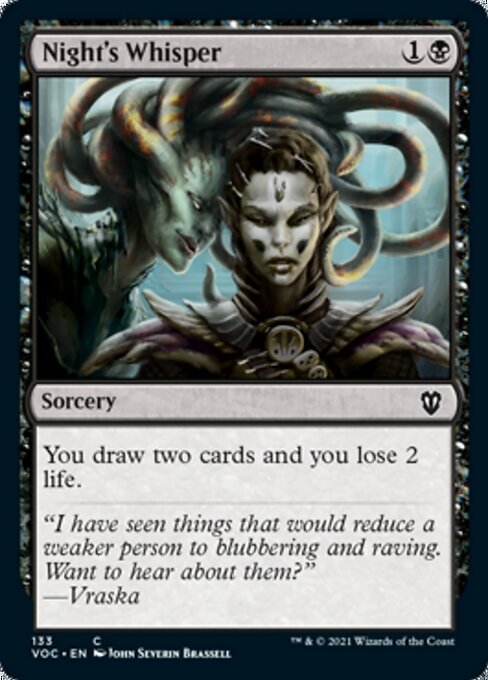 Night's Whisper 1
Sorcery
You draw two cards and you lose 2
life.
“I have seen things that would reduce a
weaker person to blubbering and raving.
Want to hear about them?”
—Vraska
133 C
VOC • EN John Severin Brassell
™ & © 2021 Wizards of the Coast